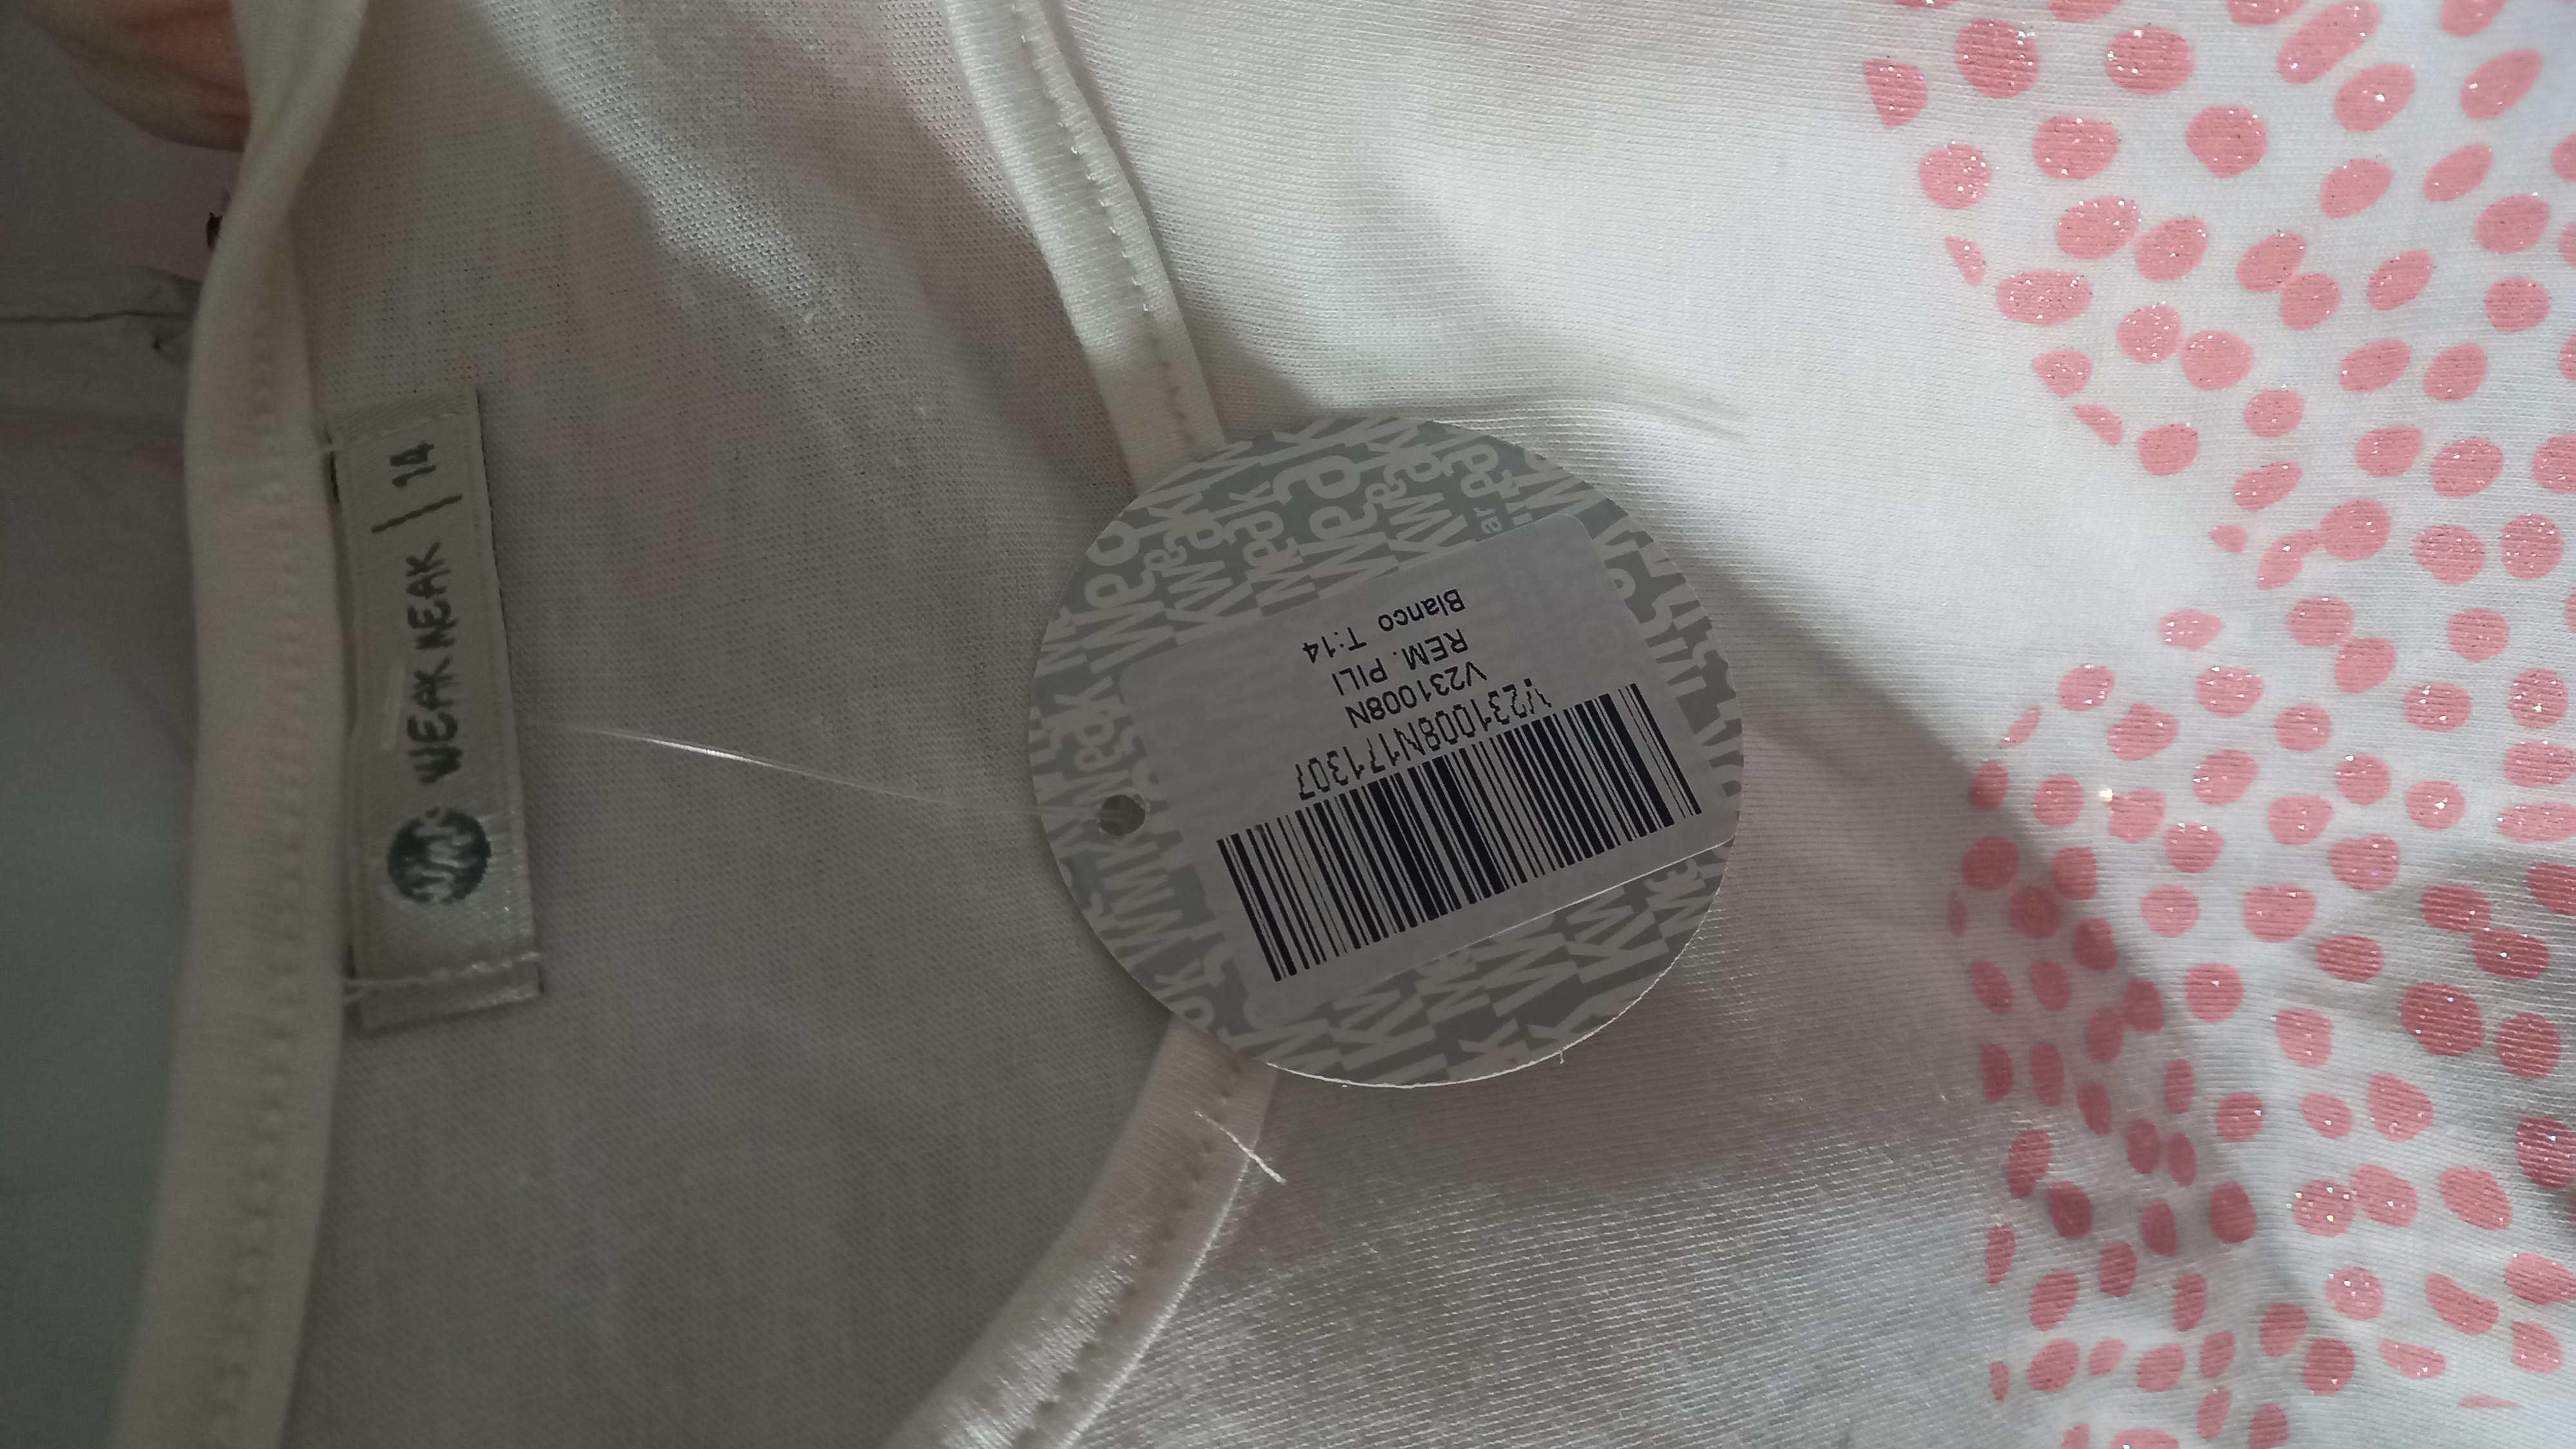 WEAK MEAK | 14
Blanco T:14
REM. PILI
V231008N
V231008N171307